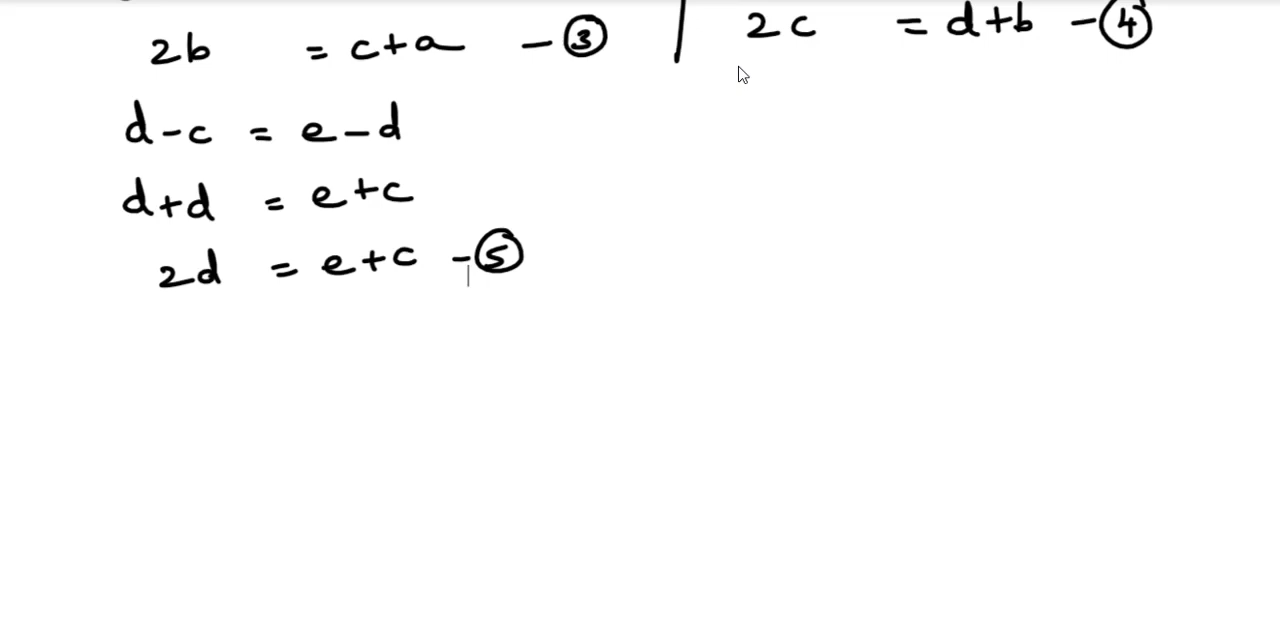 2b = c+a - ③ | 2c = d+b - ④
d-c = e-d
d+d = e+c
2d = e+c - ⑤